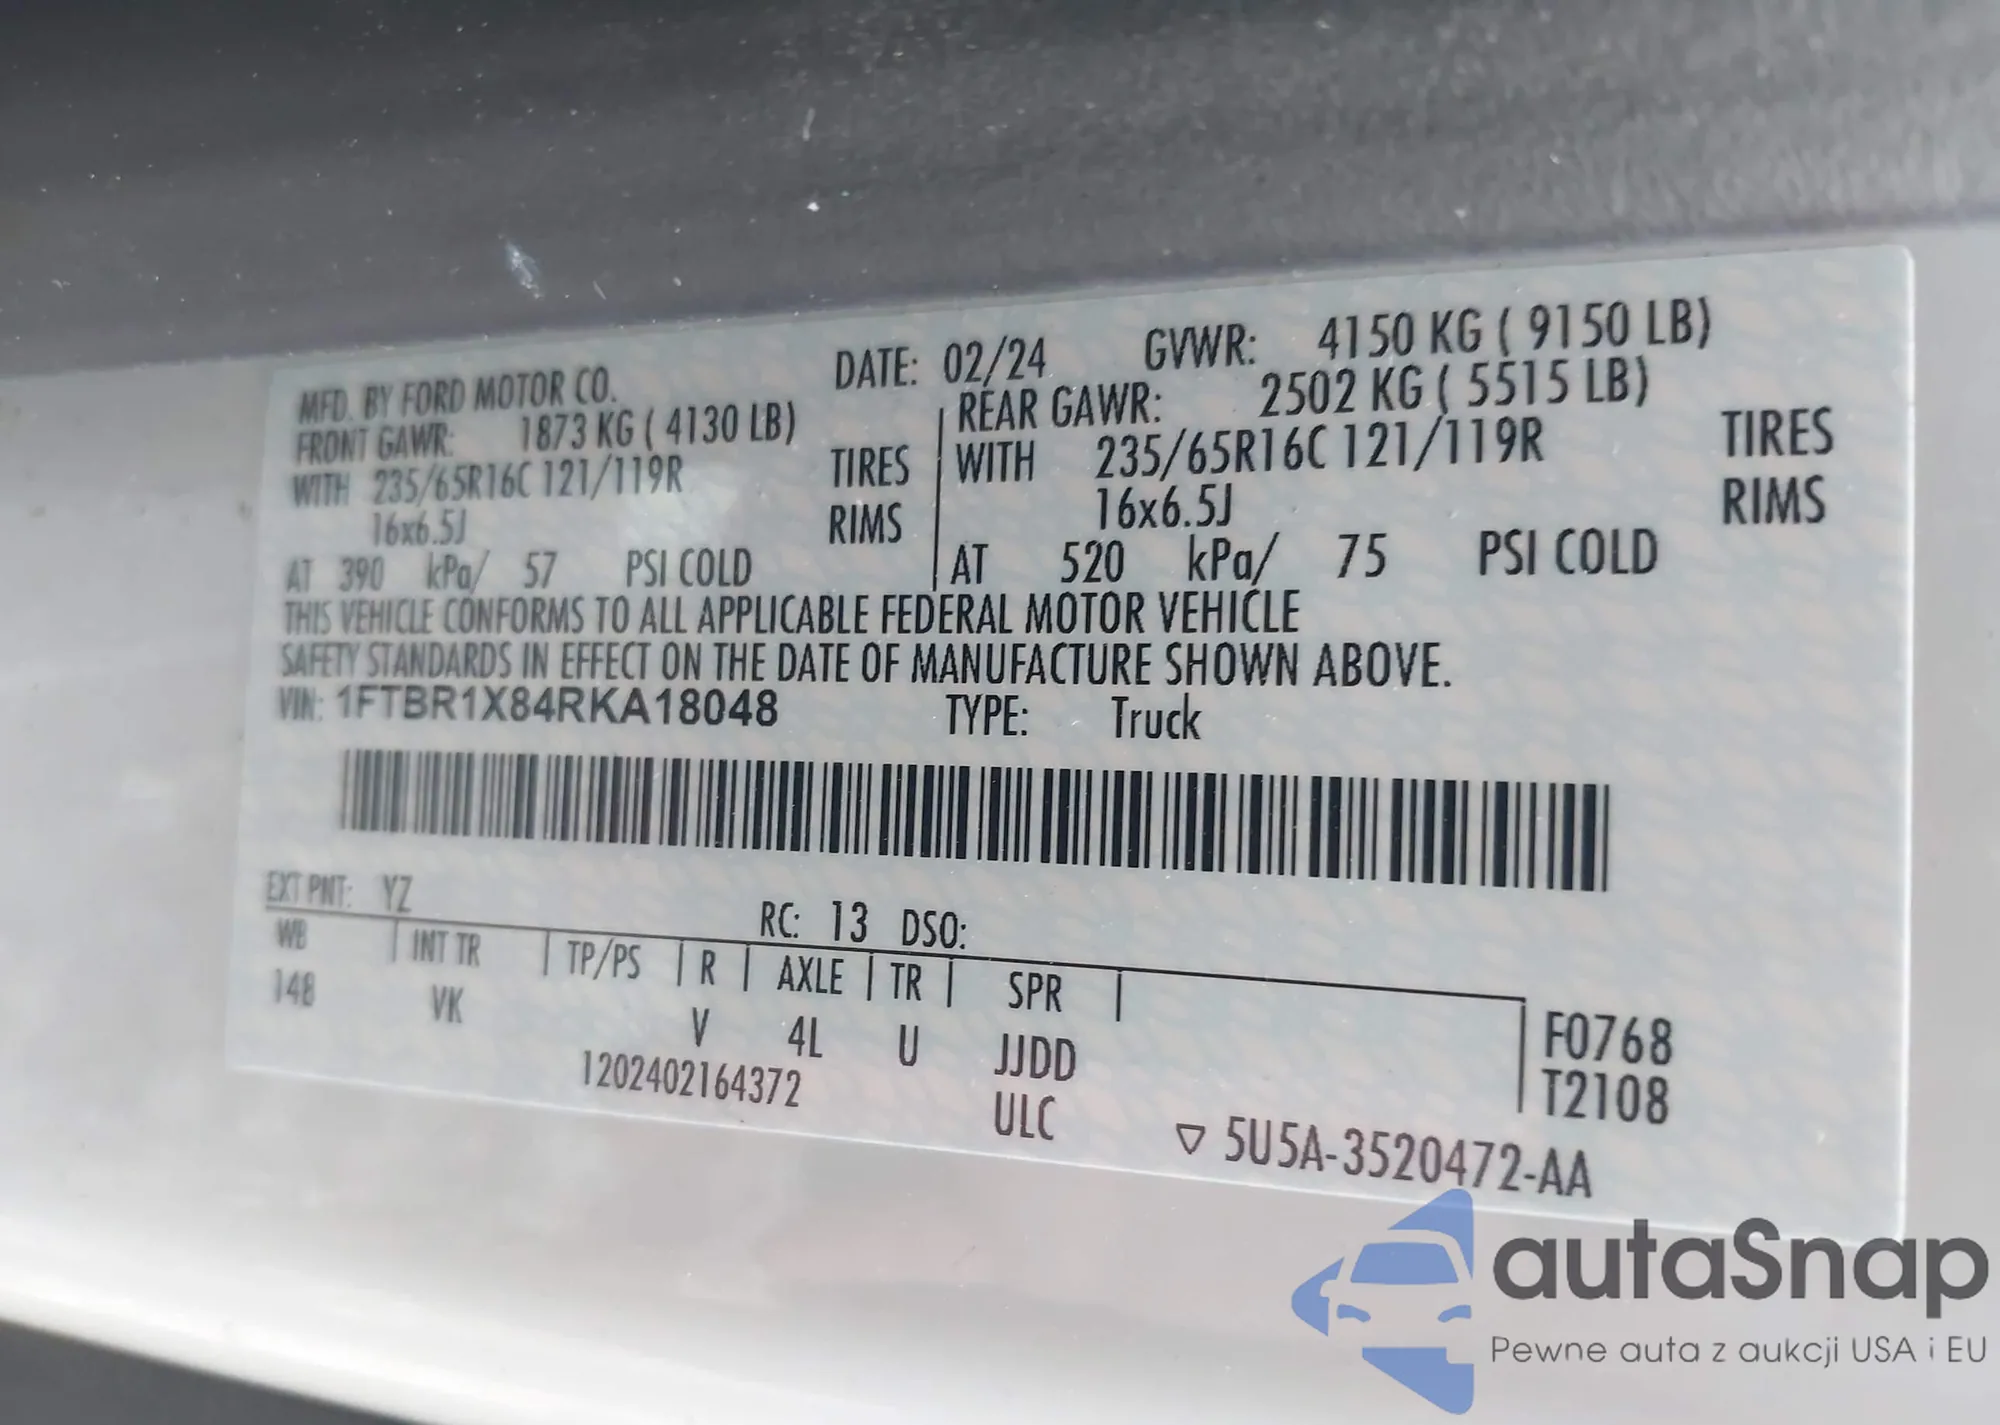 MFD. BY FORD MOTOR CO. DATE: 02/24 GVWR: 4150 KG ( 9150 LB)
FRONT GAWR: 1873 KG ( 4130 LB) REAR GAWR: 2502 KG ( 5515 LB)
WITH 235/65R16C 121/119R TIRES WITH 235/65R16C 121/119R TIRES
16x6.5J RIMS 16x6.5J RIMS
AT 390 kPa/ 57 PSI COLD AT 520 kPa/ 75 PSI COLD
THIS VEHICLE CONFORMS TO ALL APPLICABLE FEDERAL MOTOR VEHICLE
SAFETY STANDARDS IN EFFECT ON THE DATE OF MANUFACTURE SHOWN ABOVE.
VIN: 1FTBR1X84RKA18048 TYPE: Truck
EXT PNT: YZ RC: 13 DSO:
WB INT TR TP/PS R AXLE TR SPR
148 VK V 4L U JJDD
F0768
T2108
1202402164372 ULC
▽ 5U5A-3520472-AA
autaSnap
Pewne auta z aukcji USA i EU